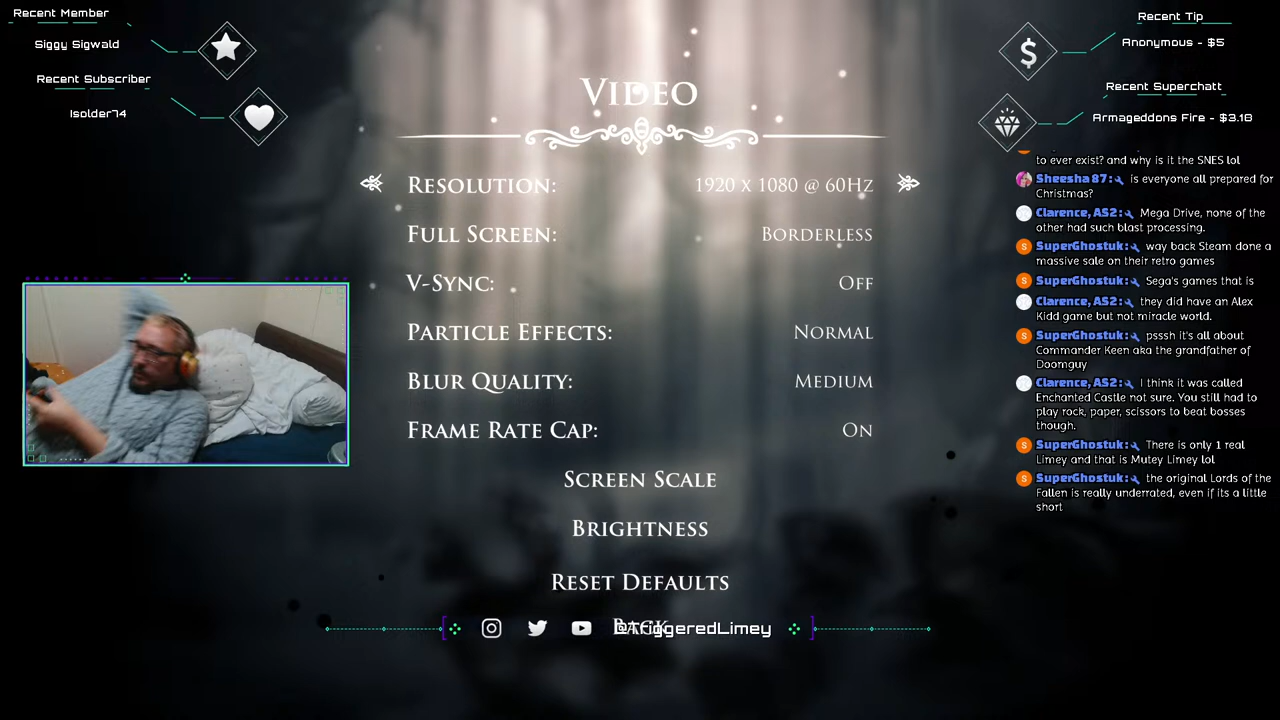 Recent Member
Siggy Sigwald
Recent Subscriber
Isolder74
Recent Tip
Anonymous - $5
Recent Superchatt
Armageddons Fire - $3.18
Video
Resolution: 1920 x 1080 @ 60Hz
Full Screen: Borderless
V-Sync: Off
Particle Effects: Normal
Blur Quality: Medium
Frame Rate Cap: On
Screen Scale
Brightness
Reset Defaults
Back
@TriggeredLimey
to ever exist? and why is it the SNES lol
Sheesha87: is everyone all prepared for
Christmas?
Clarence, AS2: Mega Drive, none of the
other had such blast processing.
SuperGhostuk: way back Steam done a
massive sale on their retro games
SuperGhostuk: Sega's games that is
Clarence, AS2: they did have an Alex
Kidd game but not miracle world.
SuperGhostuk: psssh it's all about
Commander Keen aka the grandfather of
Doomguy
Clarence, AS2: I think it was called
Enchanted Castle not sure. You still had to
play rock, paper, scissors to beat bosses
though.
SuperGhostuk: There is only 1 real
Limey and that is Mutey Limey lol
SuperGhostuk: the original Lords of the
Fallen is really underrated, even if its a little
short